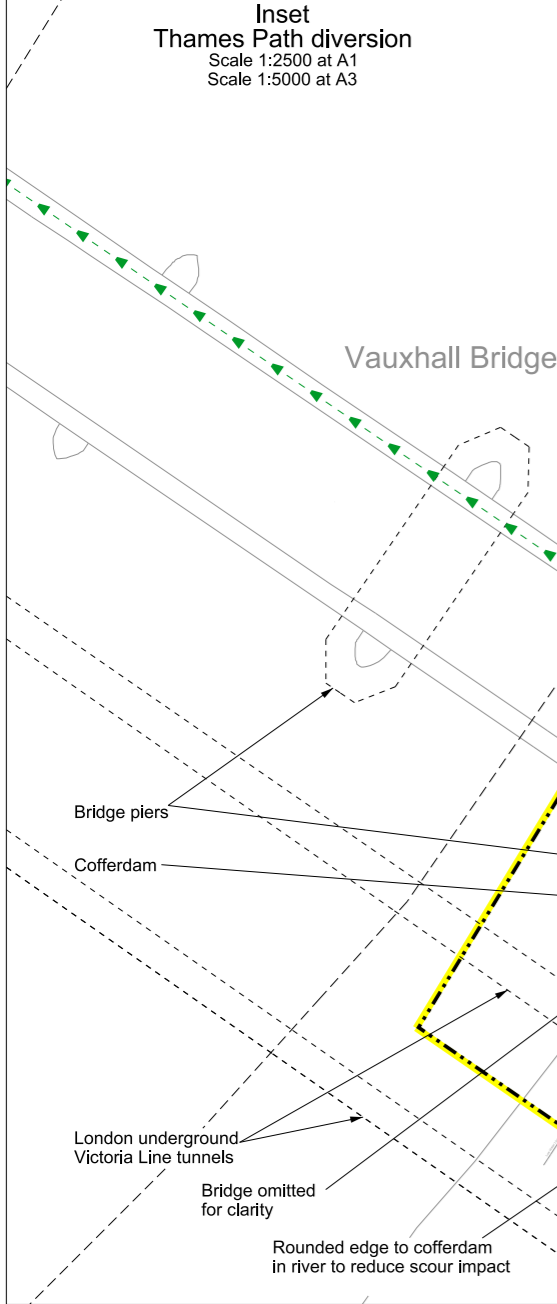 Inset
Thames Path diversion
Scale 1:2500 at A1
Scale 1:5000 at A3
Vauxhall Bridge
Bridge piers
Cofferdam
London underground
Victoria Line tunnels
Bridge omitted
for clarity
Rounded edge to cofferdam
in river to reduce scour impact